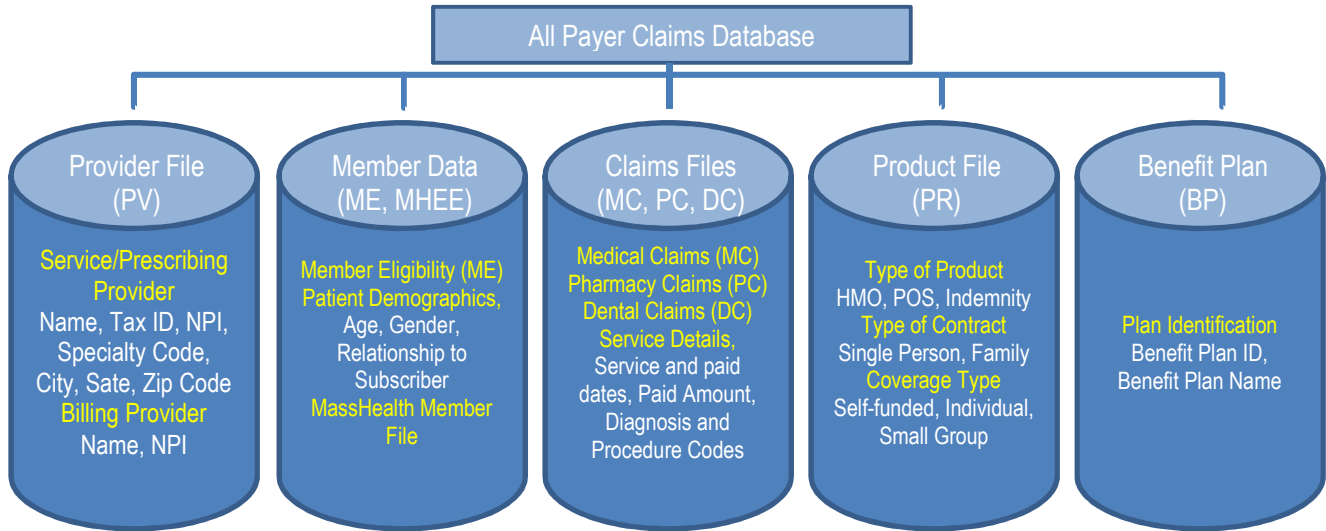 All Payer Claims Database
Provider File
(PV)
Service/Prescribing
Provider
Name, Tax ID, NPI,
Specialty Code,
City, Sate, Zip Code
Billing Provider
Name, NPI
Member Data
(ME, MHEE)
Member Eligibility (ME)
Patient Demographics,
Age, Gender,
Relationship to
Subscriber
MassHealth Member
File
Claims Files
(MC, PC, DC)
Medical Claims (MC)
Pharmacy Claims (PC)
Dental Claims (DC)
Service Details,
Service and paid
dates, Paid Amount,
Diagnosis and
Procedure Codes
Product File
(PR)
Type of Product
HMO, POS, Indemnity
Type of Contract
Single Person, Family
Coverage Type
Self-funded, Individual,
Small Group
Benefit Plan
(BP)
Plan Identification
Benefit Plan ID,
Benefit Plan Name